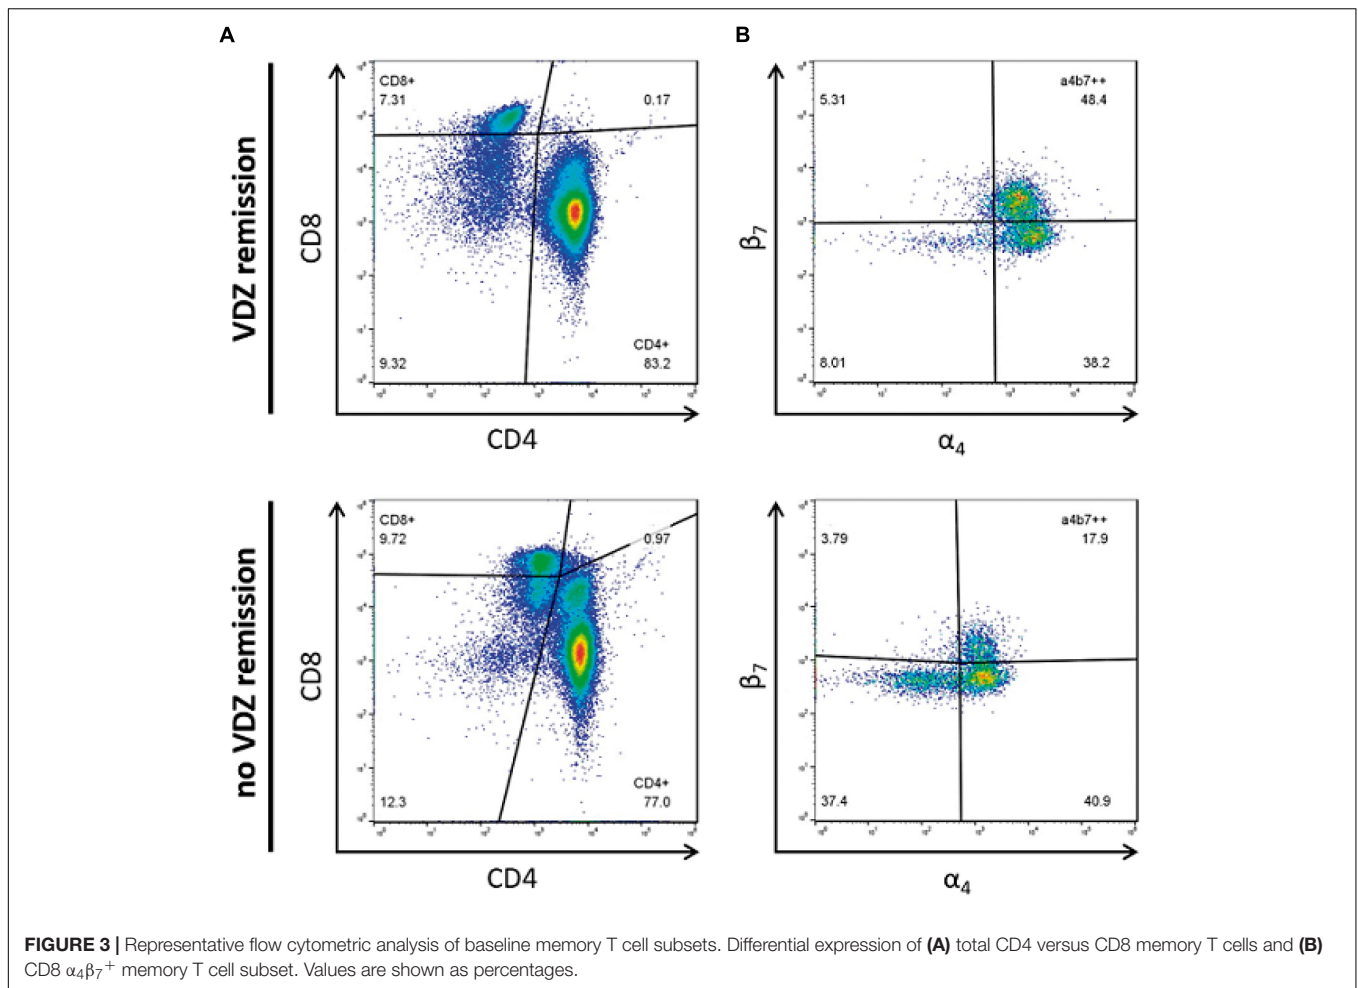 A
B
VDZ remission
CD8+
7.31
0.17
9.32
CD4+
83.2
CD8
CD4
5.31
a4b7++
48.4
8.01
38.2
β7
α4
no VDZ remission
CD8+
9.72
0.97
12.3
CD4+
77.0
CD8
CD4
3.79
a4b7++
17.9
37.4
40.9
β7
α4
FIGURE 3 | Representative flow cytometric analysis of baseline memory T cell subsets. Differential expression of (A) total CD4 versus CD8 memory T cells and (B)
CD8 α4β7+ memory T cell subset. Values are shown as percentages.